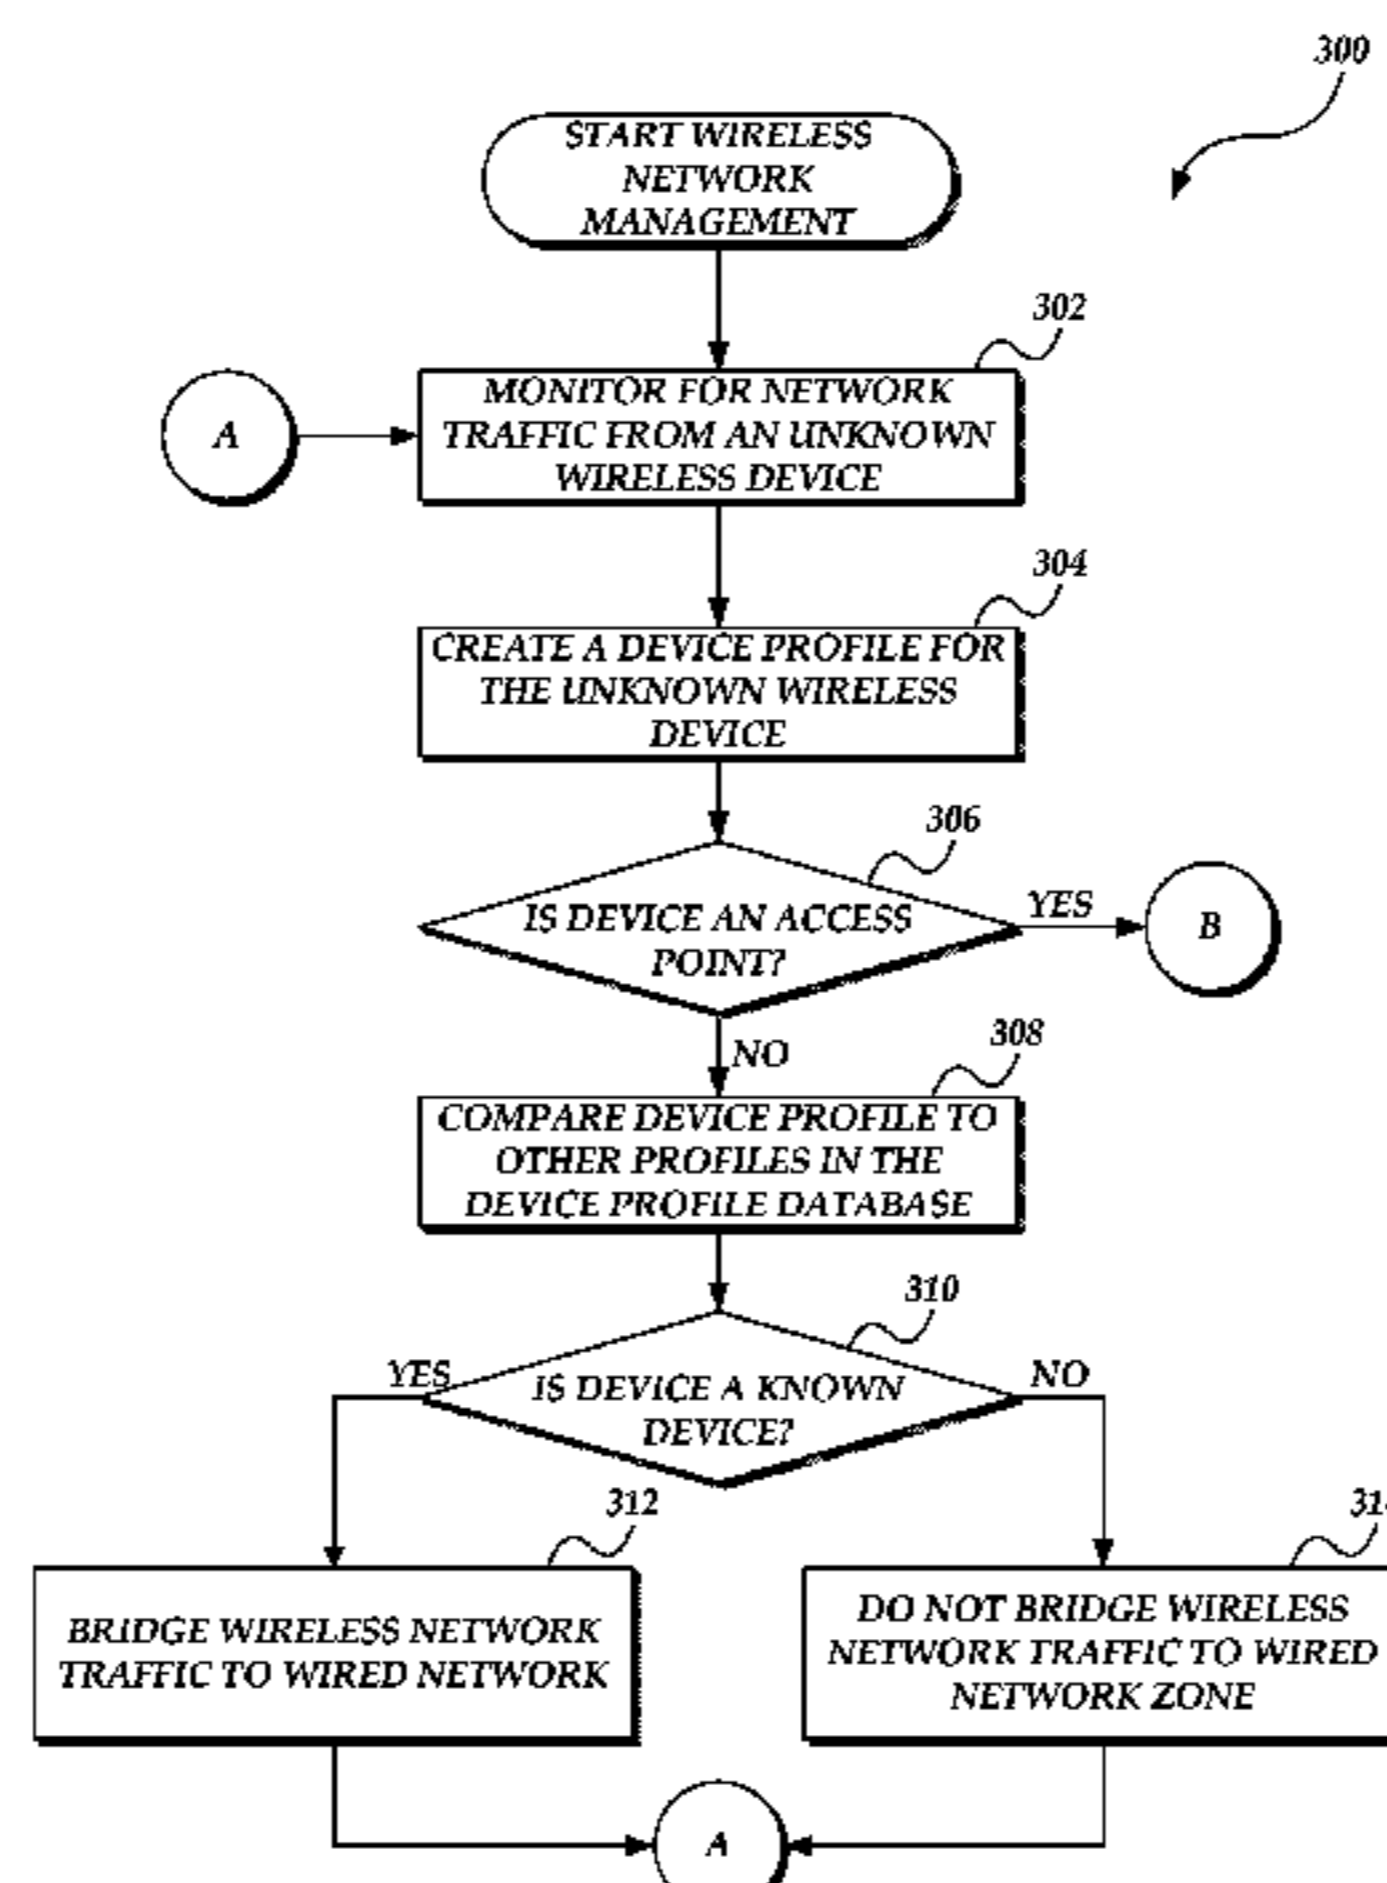 300
START WIRELESS
NETWORK
MANAGEMENT
302
A
MONITOR FOR NETWORK
TRAFFIC FROM AN UNKNOWN
WIRELESS DEVICE
304
CREATE A DEVICE PROFILE FOR
THE UNKNOWN WIRELESS
DEVICE
306
IS DEVICE AN ACCESS
POINT?
YES
B
NO
308
COMPARE DEVICE PROFILE TO
OTHER PROFILES IN THE
DEVICE PROFILE DATABASE
310
YES
IS DEVICE A KNOWN
DEVICE?
NO
312
BRIDGE WIRELESS NETWORK
TRAFFIC TO WIRED NETWORK
DO NOT BRIDGE WIRELESS
NETWORK TRAFFIC TO WIRED
NETWORK ZONE
A